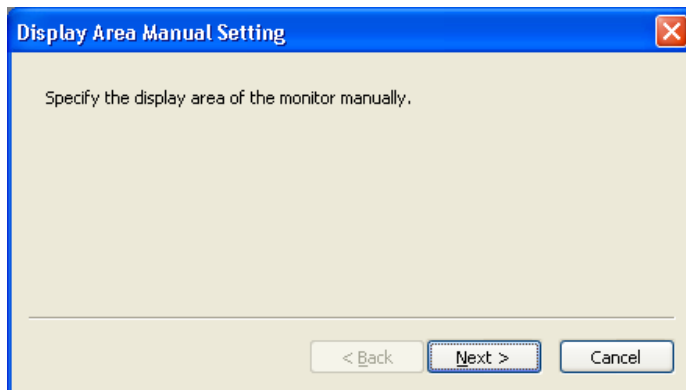 Display Area Manual Setting
Specify the display area of the monitor manually.
< Back Next > Cancel